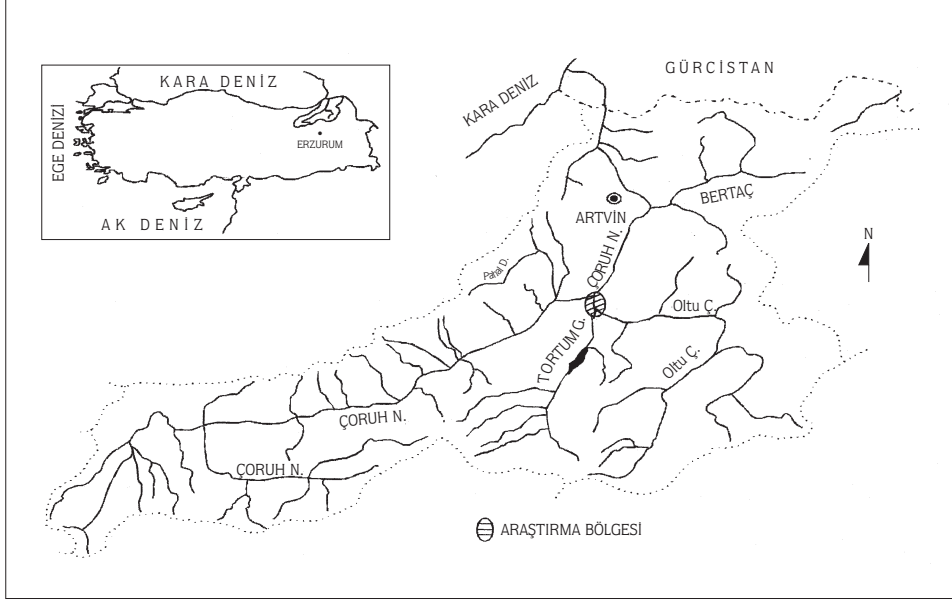 KARA DENİZ
EGE DENİZİ
ERZURUM
AK DENİZ
KARA DENİZ
GÜRCİSTAN
BERTAÇ
ARTVİN
ÇORUH N.
N
Pahal D.
Oltu Ç.
TORTUM G.
Oltu Ç.
ÇORUH N.
ÇORUH N.
ARAŞTIRMA BÖLGESİ